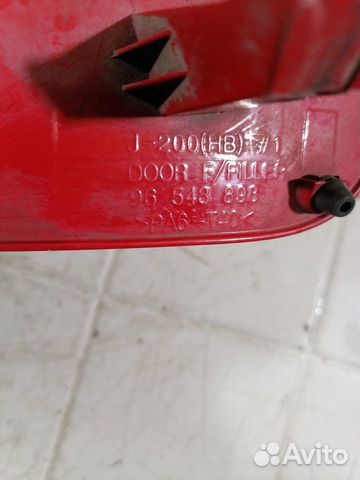 J-200(HB) #1
DOOR F/FILLER
96 543 898
>PA6-T40<
Avito